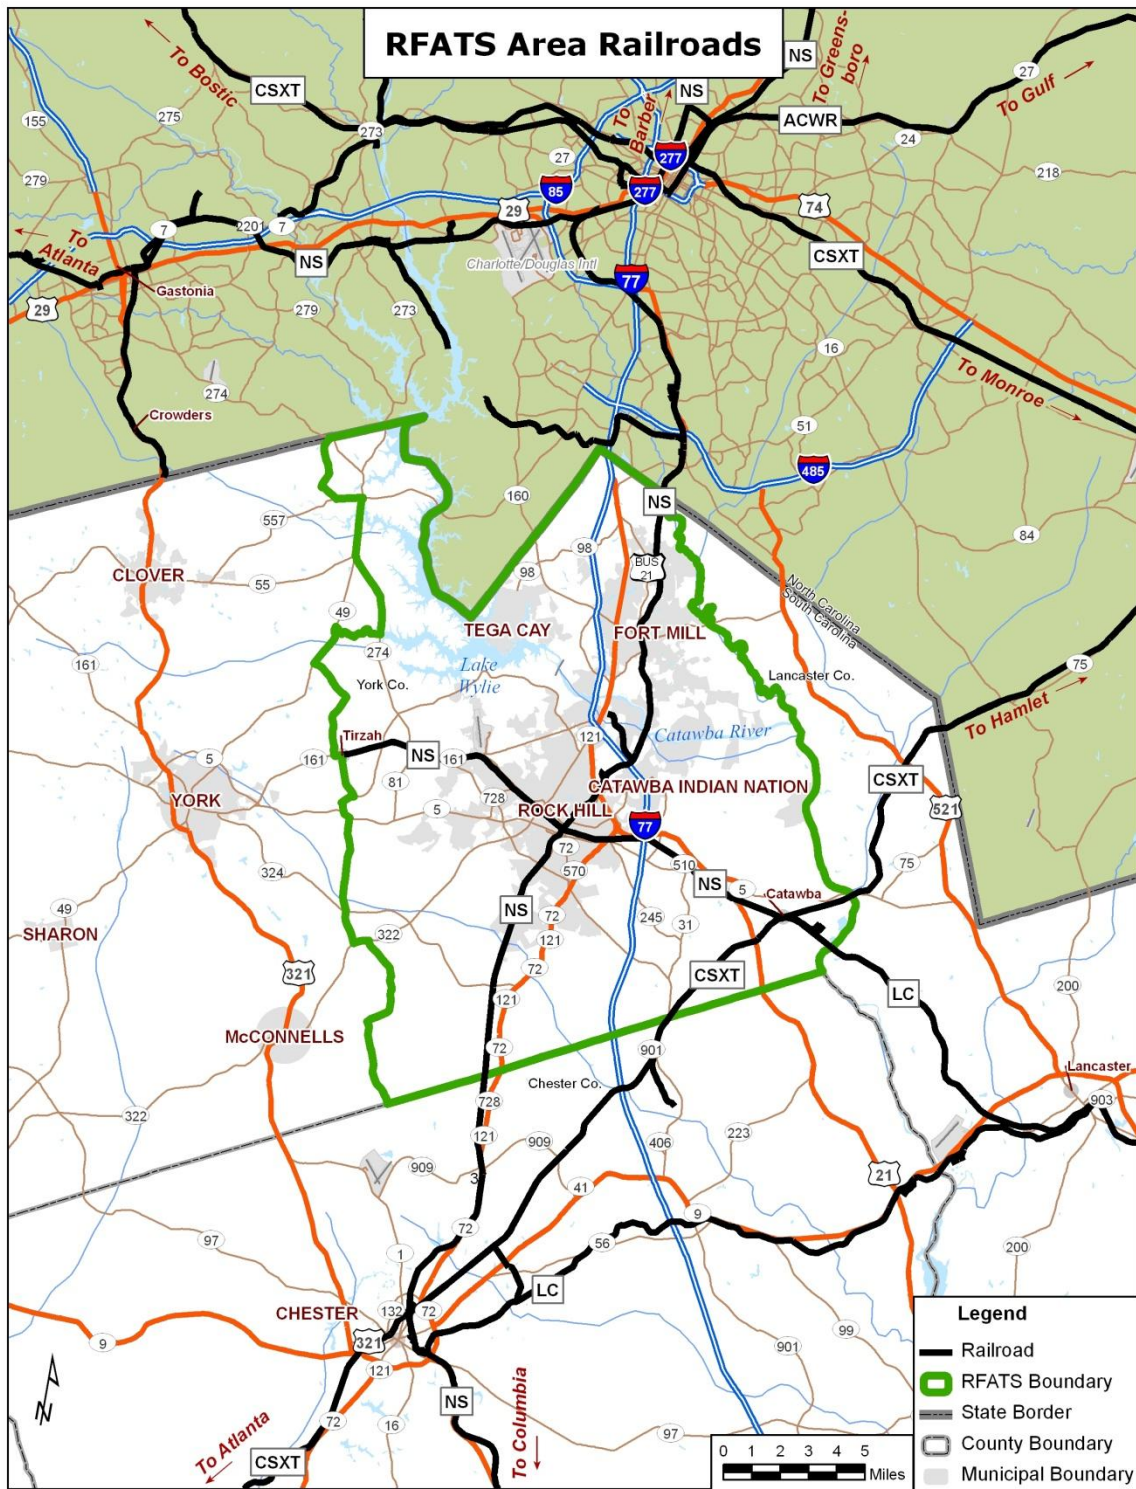 RFATS Area Railroads
To Bostic
CSXT
NS
NS
To Greens-
boro
To
Barber
ACWR
27
To Gulf
155
275
273
24
279
27
277
218
85
277
7
2201
7
29
74
To
Atlanta
NS
Charlotte/Douglas Intl
CSXT
77
Gastonia
29
279
273
16
274
To Monroe
Crowders
51
485
160
NS
557
98
84
CLOVER
55
98
BUS
21
North Carolina
South Carolina
49
TEGA CAY
FORT MILL
161
274
Lake
Wylie
York Co.
Lancaster Co.
75
Tirzah
121
Catawba River
To Hamlet
161
5
NS
161
CSXT
YORK
81
728
CATAWBA INDIAN NATION
5
ROCK HILL
77
521
72
324
570
510
75
NS
5
Catawba
49
NS
72
245
31
SHARON
322
121
321
72
CSXT
LC
200
121
McCONNELLS
72
901
Lancaster
Chester Co.
322
728
903
121
909
223
909
406
3
41
21
72
9
97
1
56
200
LC
CHESTER
132
72
9
321
99
121
901
NS
72
16
97
To Atlanta
CSXT
To Columbia
N
0 1 2 3 4 5
Miles
Legend
Railroad
RFATS Boundary
State Border
County Boundary
Municipal Boundary